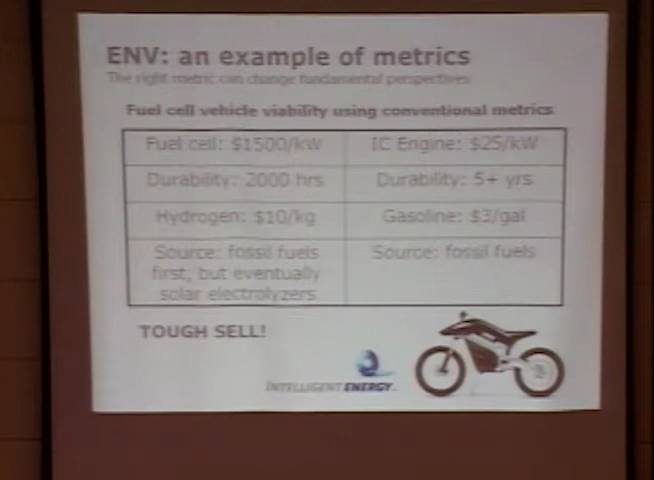 ENV: an example of metrics
The right metric can change fundamental perspectives
Fuel cell vehicle viability using conventional metrics
Fuel cell: $1500/kW
IC Engine: $25/kW
Durability: 2000 hrs
Durability: 5+ yrs
Hydrogen: $10/kg
Gasoline: $3/gal
Source: fossil fuels
first, but eventually
solar electrolyzers
Source: fossil fuels
TOUGH SELL!
INTELLIGENT ENERGY